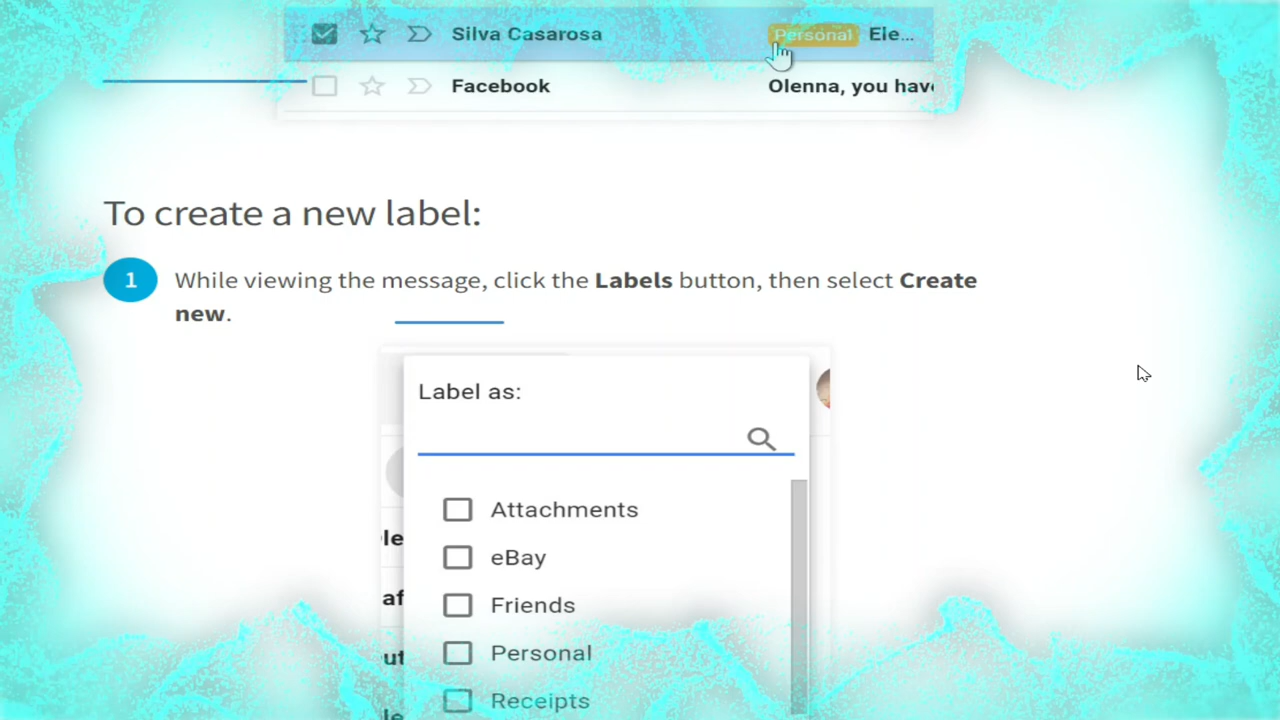 Silva Casarosa Personal Ele...
Facebook Olenna, you have
To create a new label:
1 While viewing the message, click the Labels button, then select Create
new.
Label as:
Attachments
eBay
Friends
Personal
Receipts